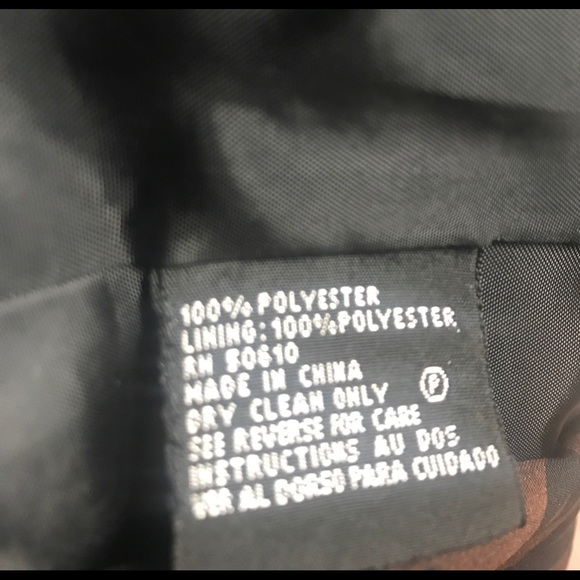 100% POLYESTER
LINING: 100% POLYESTER
RN 50610
MADE IN CHINA
DRY CLEAN ONLY Ⓟ
SEE REVERSE FOR CARE
INSTRUCTIONS AU DOS
VER AL DORSO PARA CUIDADO